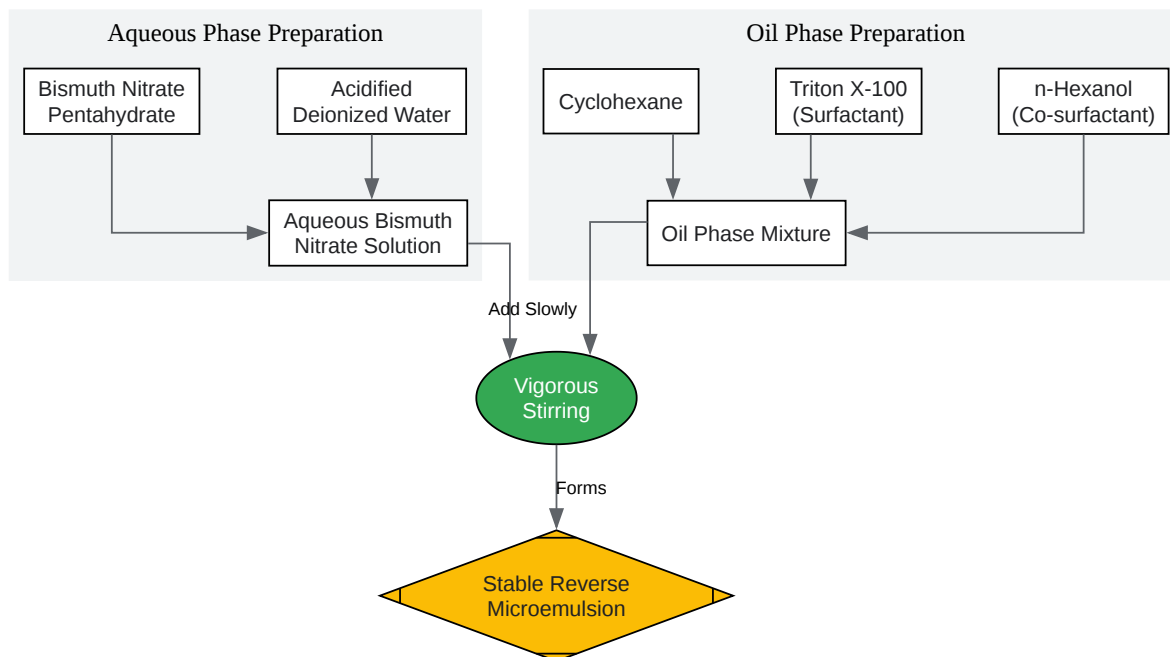 Aqueous Phase Preparation
Bismuth Nitrate
Pentahydrate
Acidified
Deionized Water
Aqueous Bismuth
Nitrate Solution
Oil Phase Preparation
Cyclohexane
Triton X-100
(Surfactant)
n-Hexanol
(Co-surfactant)
Oil Phase Mixture
Add Slowly
Vigorous
Stirring
Forms
Stable Reverse
Microemulsion